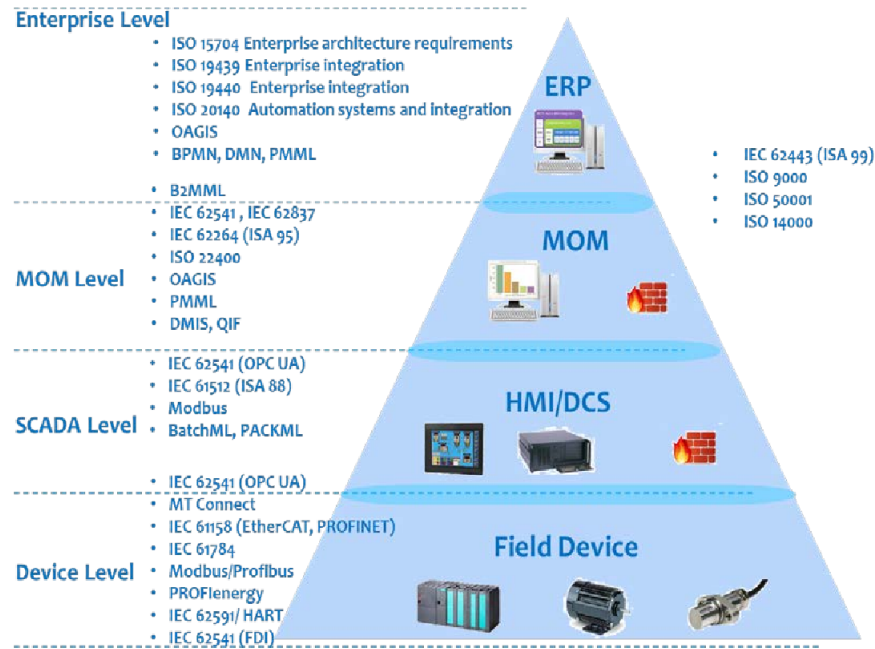 Enterprise Level
• ISO 15704 Enterprise architecture requirements
• ISO 19439 Enterprise integration
• ISO 19440 Enterprise integration
• ISO 20140 Automation systems and integration
• OAGIS
• BPMN, DMN, PMML
• B2MML
ERP
• IEC 62443 (ISA 99)
• ISO 9000
• ISO 50001
• ISO 14000
MOM Level
• IEC 62541 , IEC 62837
• IEC 62264 (ISA 95)
• ISO 22400
• OAGIS
• PMML
• DMIS, QIF
MOM
SCADA Level
• IEC 62541 (OPC UA)
• IEC 61512 (ISA 88)
• Modbus
• BatchML, PACKML
• IEC 62541 (OPC UA)
HMI/DCS
Device Level
• MT Connect
• IEC 61158 (EtherCAT, PROFINET)
• IEC 61784
• Modbus/Profibus
• PROFIenergy
• IEC 62591/ HART
• IEC 62541 (FDI)
Field Device